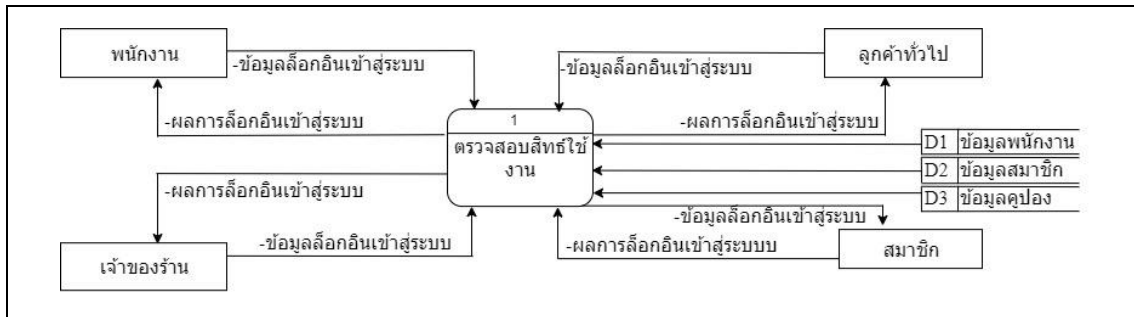 พนักงาน
ลูกค้าทั่วไป
-ข้อมูลล็อกอินเข้าสู่ระบบ
-ข้อมูลล็อกอินเข้าสู่ระบบ
-ผลการล็อกอินเข้าสู่ระบบ
1
-ผลการล็อกอินเข้าสู่ระบบ
ตรวจสอบสิทธ์ใช้
งาน
D1 ข้อมูลพนักงาน
D2 ข้อมูลสมาชิก
D3 ข้อมูลคูปอง
-ผลการล็อกอินเข้าสู่ระบบ
-ข้อมูลล็อกอินเข้าสู่ระบบ
-ข้อมูลล็อกอินเข้าสู่ระบบ
-ผลการล็อกอินเข้าสู่ระบบบ
เจ้าของร้าน
สมาชิก